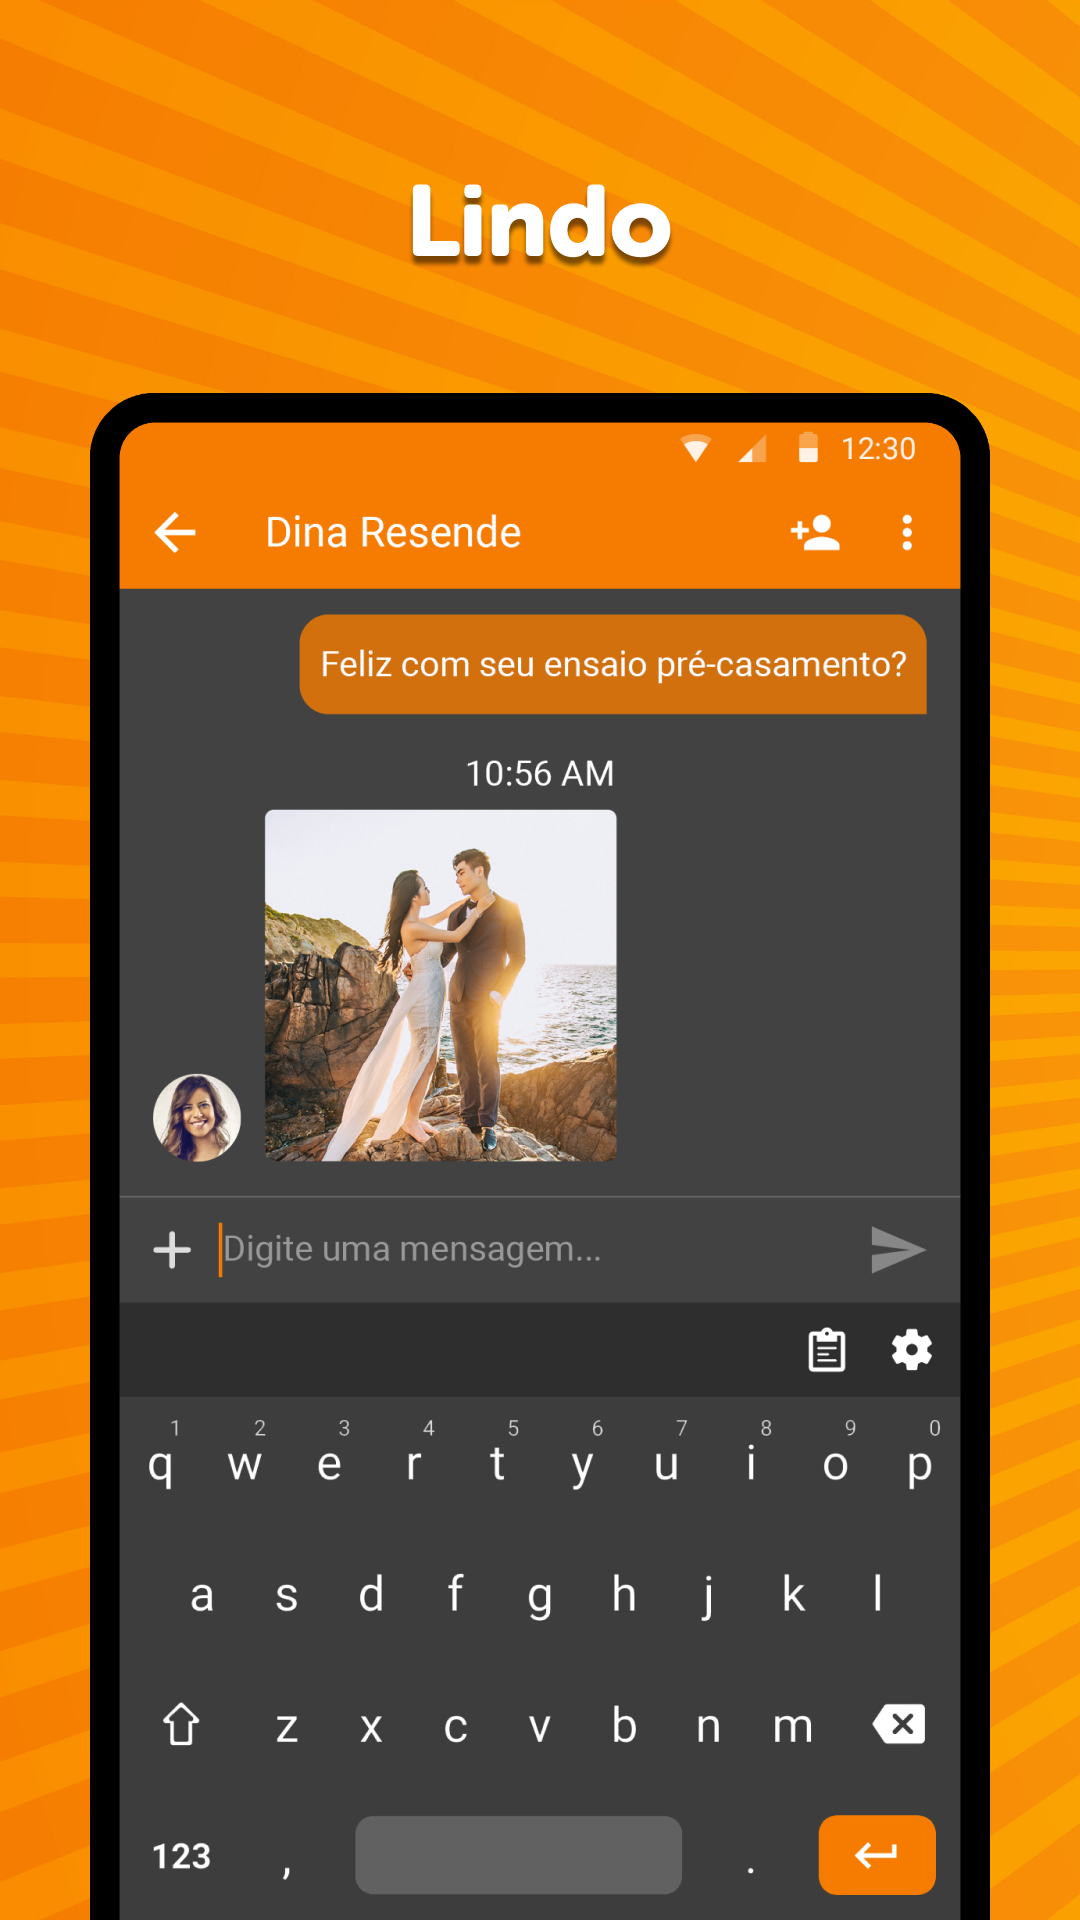 Lindo
12:30
Dina Resende
Feliz com seu ensaio pré-casamento?
10:56 AM
Digite uma mensagem...
1 2 3 4 5 6 7 8 9 0
q w e r t y u i o p
a s d f g h j k l
z x c v b n m
123 , .